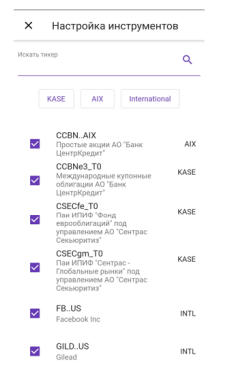 Настройка инструментов
Искать тикер
KASE AIX International
CCBN..AIX
Простые акции АО "Банк
ЦентрКредит"
AIX
CCBNe3_T0
Международные купонные
облигации АО "Банк
ЦентрКредит"
KASE
CSECfe_T0
Паи ИПИФ "Фонд
еврооблигаций" под
управлением АО "Сентрас
Секьюритиз"
KASE
CSECgm_T0
Паи ИПИФ "Сентрас -
Глобальные рынки" под
управлением АО "Сентрас
Секьюритиз"
KASE
FB..US
Facebook Inc
INTL
GILD..US
Gilead
INTL